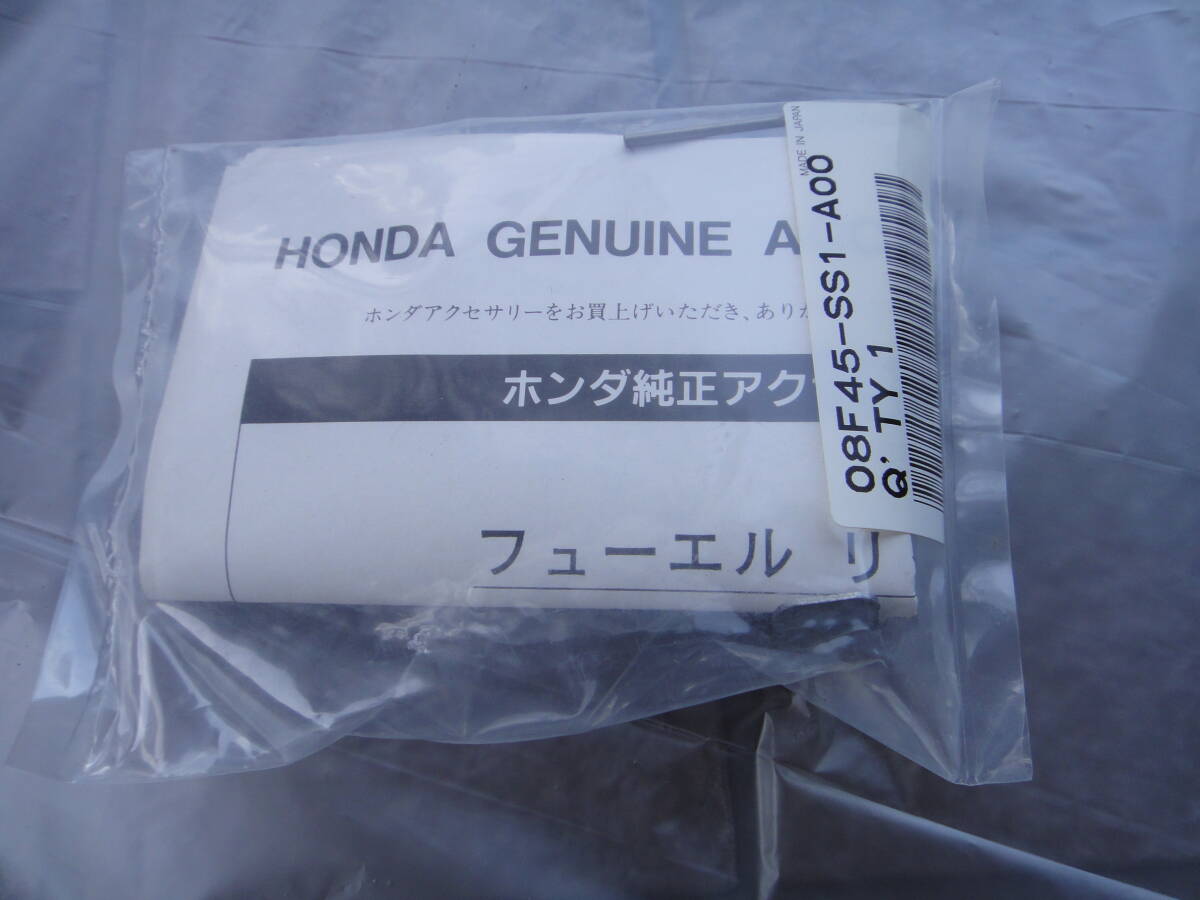 HONDA GENUINE A
ホンダアクセサリーをお買上げいただき、ありが
ホンダ純正アク
フューエル リ
MADE IN JAPAN
08F45-SS1-A00
Q'TY 1